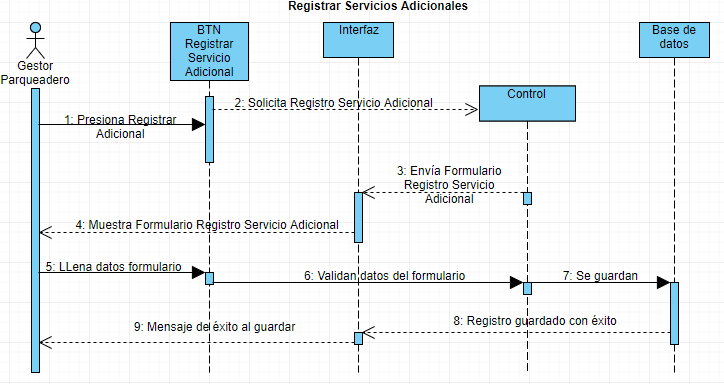 Registrar Servicios Adicionales
Gestor
Parqueadero
BTN
Registrar
Servicio
Adicional
Interfaz
Base de
datos
Control
1: Presiona Registrar
Adicional
2: Solicita Registro Servicio Adicional
3: Envía Formulario
Registro Servicio
Adicional
4: Muestra Formulario Registro Servicio Adicional
5: LLena datos formulario
6: Validan datos del formulario
7: Se guardan
8: Registro guardado con éxito
9: Mensaje de éxito al guardar